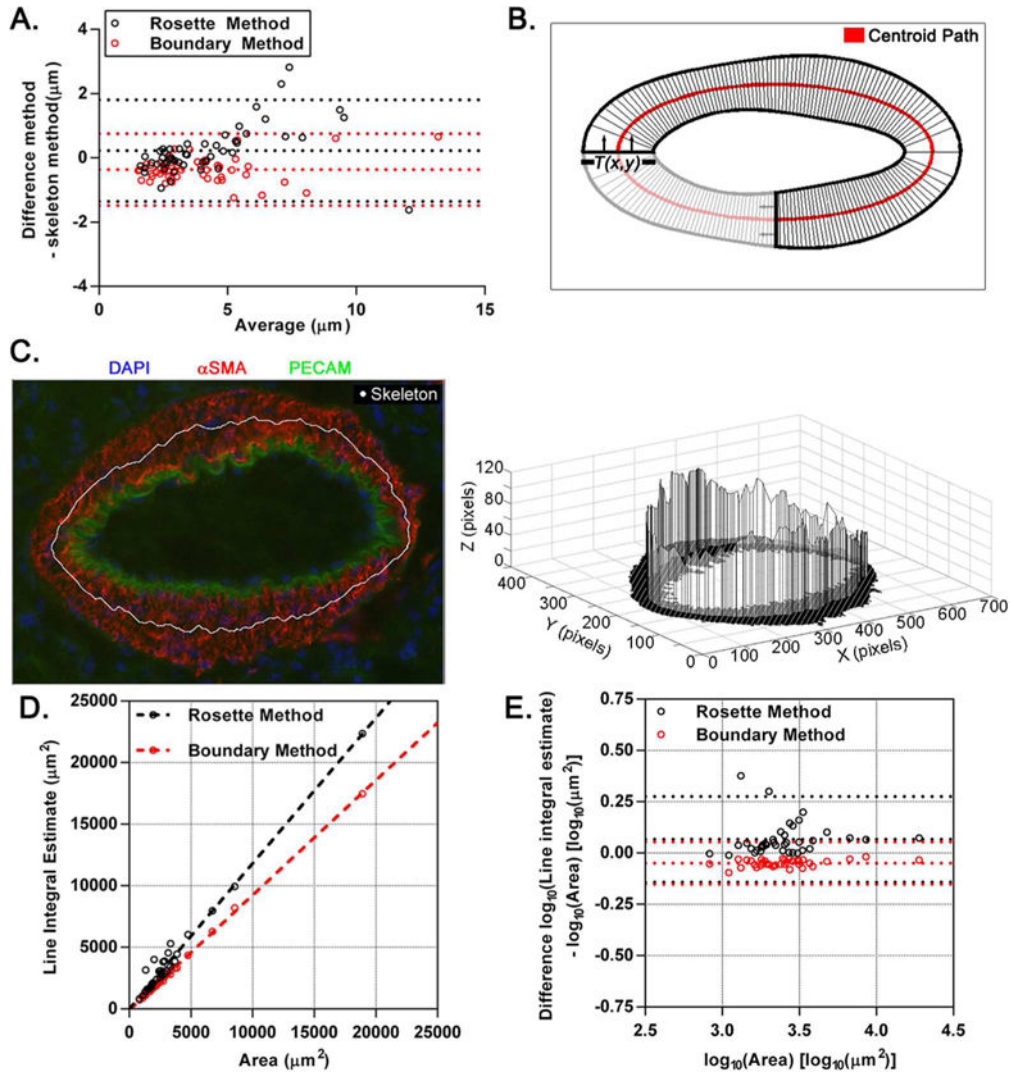 A.
Rosette Method
Boundary Method
Difference method
- skeleton method(μm)
4
2
0
-2
-4
0
5
10
15
Average (μm)
B.
Centroid Path
T(x,y)
C.
DAPI αSMA PECAM
Skeleton
Z (pixels)
120
80
40
0
400
300
200
100
0
Y (pixels)
0
100
200
300
400
500
600
700
X (pixels)
D.
Rosette Method
Boundary Method
Line Integral Estimate (μm²)
25000
20000
15000
10000
5000
0
0
5000
10000
15000
20000
25000
Area (μm²)
E.
Rosette Method
Boundary Method
Difference log₁₀(Line integral estimate)
- log₁₀(Area) [log₁₀(μm²)]
0.75
0.50
0.25
0.00
-0.25
-0.50
-0.75
2.5
3.0
3.5
4.0
4.5
log₁₀(Area) [log₁₀(μm²)]